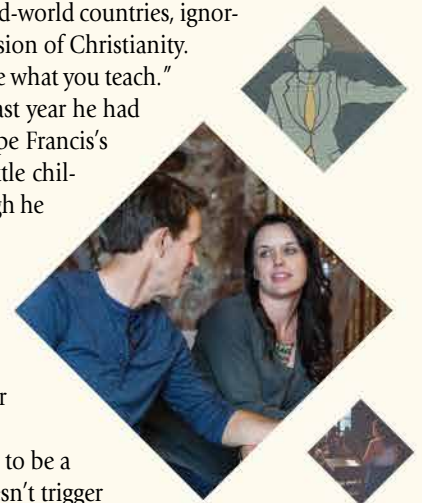 d-world countries, ignor-
sion of Christianity.
e what you teach.”
ast year he had
pe Francis’s
tle chil-
gh he
r
to be a
sn’t trigger